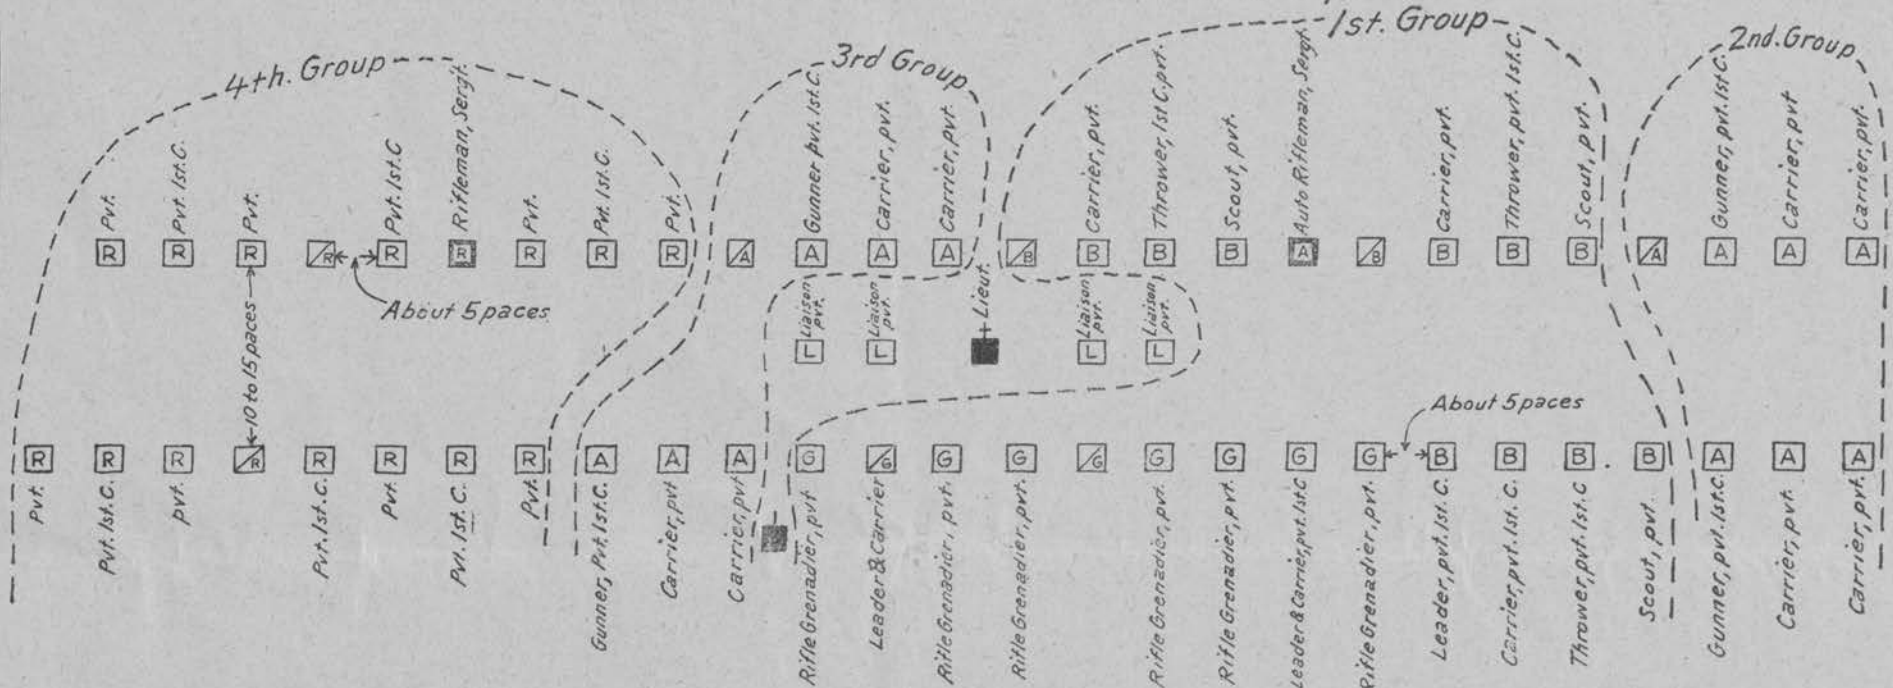 4th. Group
3rd Group
1st. Group
2nd. Group
Pvt.
Pvt. 1st. C.
Pvt.
Pvt. 1st. C
Rifleman, Sergt.
Pvt.
Pvt. 1st. C.
Pvt.
Gunner pvt. 1st. C.
Carrier, pvt.
Carrier, pvt.
Carrier, pvt.
Thrower, 1st C. pvt.
Scout, pvt.
Auto Rifleman, Sergt.
Carrier, pvt.
Thrower, pvt. 1st. C.
Scout, pvt.
Gunner, pvt. 1st C.
Carrier, pvt
Carrier, pvt.
R R R R R R R R R A A A A B B B B A B B B B A A A A
About 5 paces
10 to 15 paces
Liaison pvt.
Liaison pvt.
Lieut.
Liaison pvt.
Liaison pvt.
L L L L
About 5 paces
R R R R R R R R A A A G G G G G G G G G B B B B A A A
Pvt.
Pvt. 1st. C.
pvt.
Pvt. 1st. C.
Pvt.
Pvt. 1st. C.
Pvt.
Gunner, Pvt. 1st. C.
Carrier, pvt
Carrier, pvt
Rifle Grenadier, pvt
Leader & Carrier
Rifle Grenadier, pvt.
Rifle Grenadier, pvt.
Rifle Grenadier, pvt.
Rifle Grenadier, pvt.
Leader & Carrier, pvt. 1st C
Rifle Grenadier, pvt.
Leader, pvt. 1st. C.
Carrier, pvt. 1st. C.
Thrower, pvt. 1st. C
Scout, pvt.
Gunner, pvt. 1st. C.
Carrier, pvt.
Carrier, pvt.